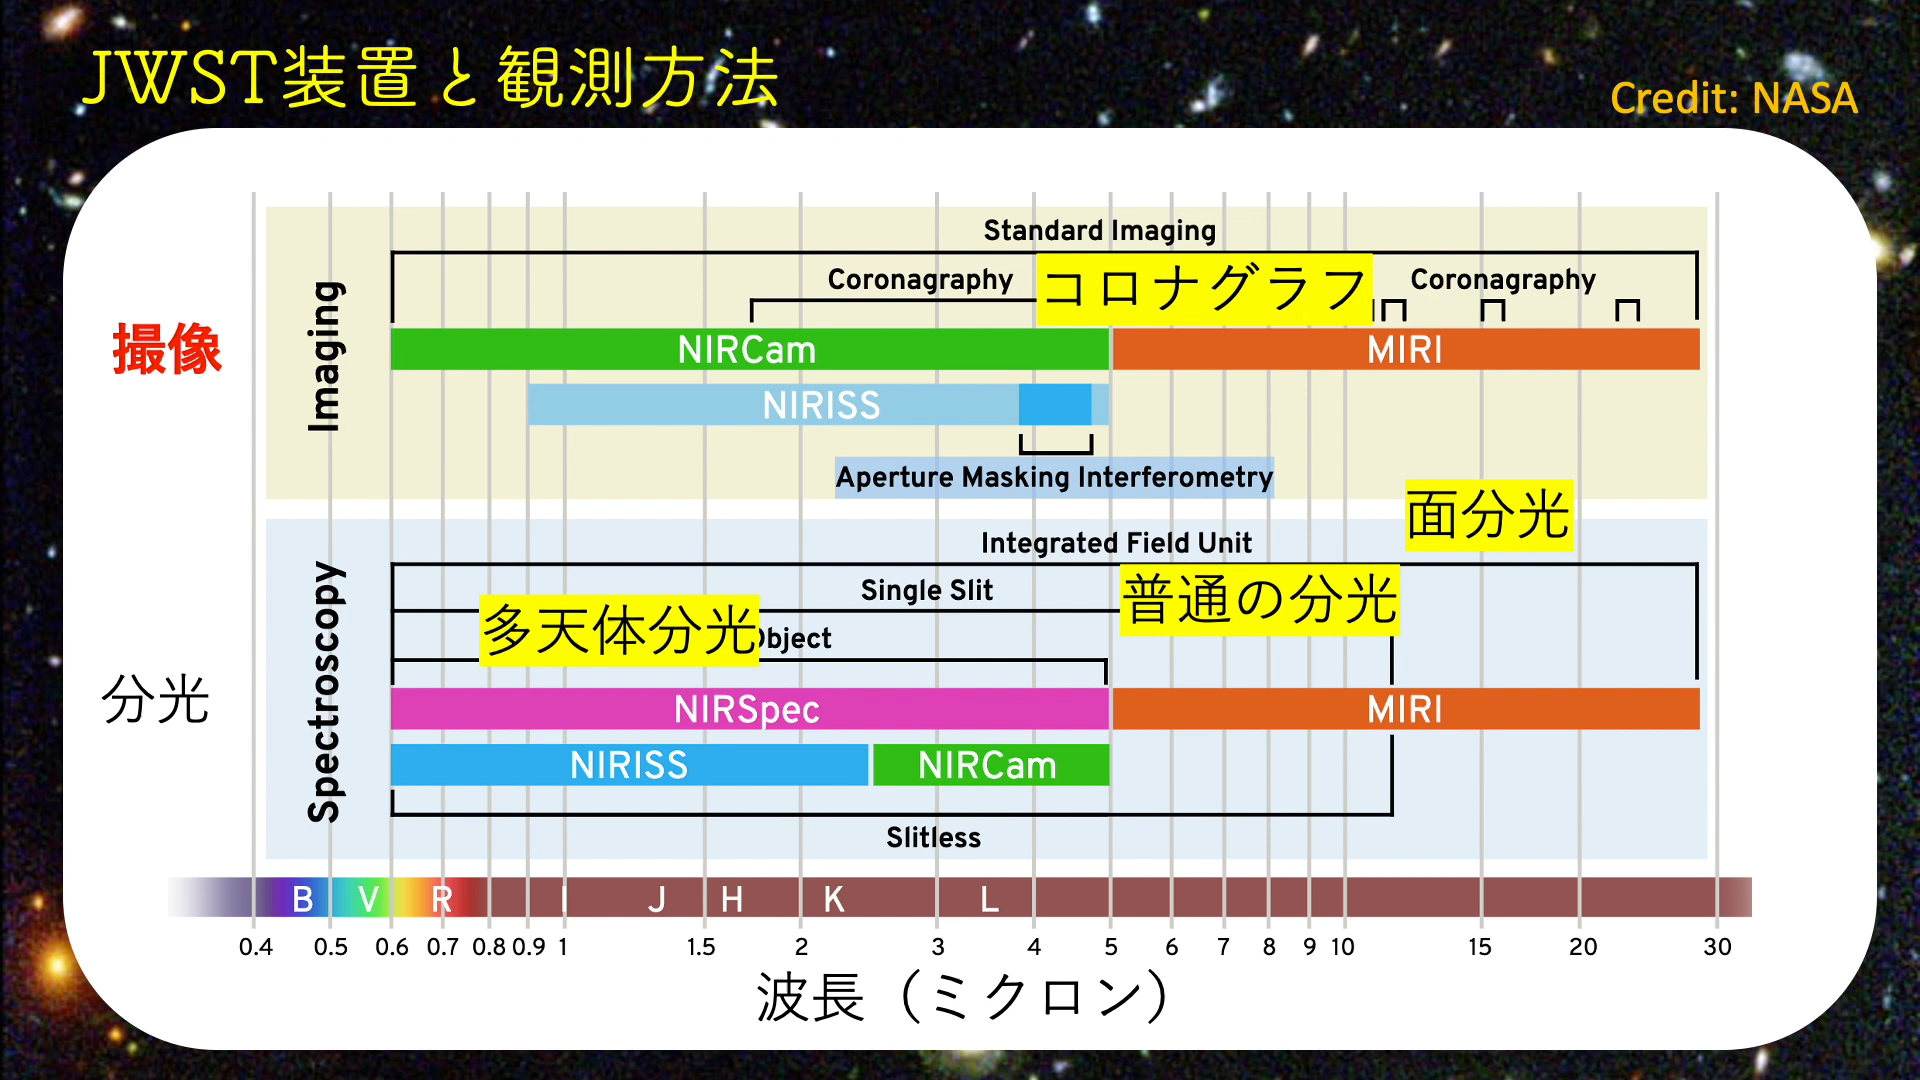 JWST装置と観測方法
Credit: NASA
Standard Imaging
Coronagraphy
コロナグラフ
Coronagraphy
撮像
Imaging
NIRCam
MIRI
NIRISS
Aperture Masking Interferometry
面分光
Integrated Field Unit
Single Slit
普通の分光
多天体分光
Object
分光
Spectroscopy
NIRSpec
MIRI
NIRISS
NIRCam
Slitless
B V R I J H K L
0.4 0.5 0.6 0.7 0.8 0.9 1 1.5 2 3 4 5 6 7 8 9 10 15 20 30
波長（ミクロン）